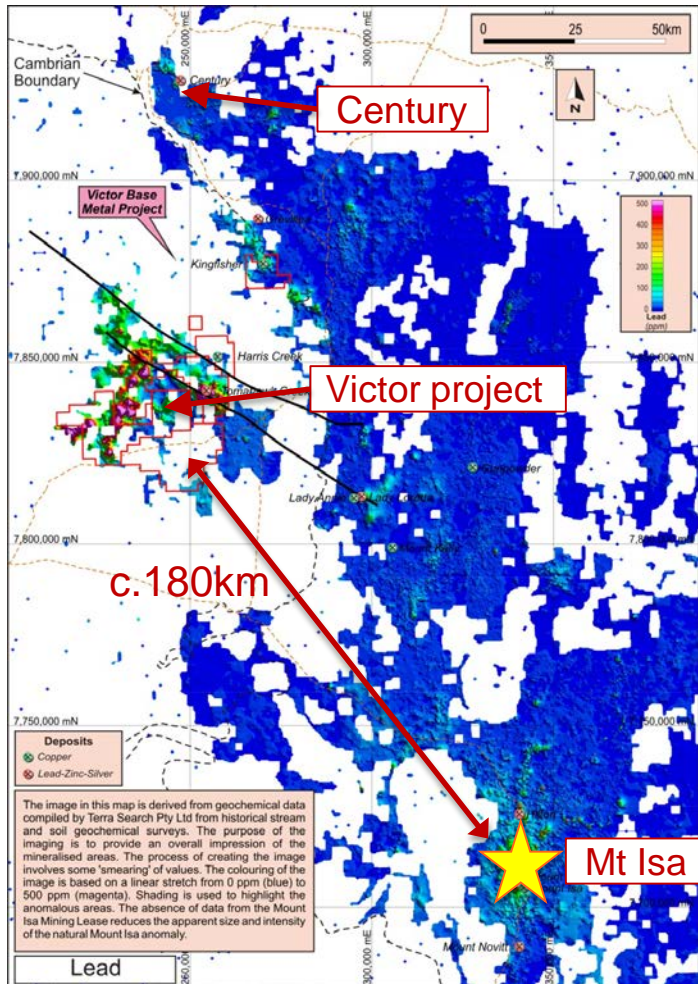 250,000 mE
300,000 mE
0 25 50km
N
Cambrian
Boundary
Century
Century
7,900,000 mN
7,900,000 mN
Victor Base
Metal Project
Kingfisher
500
400
300
200
100
0
Lead
(ppm)
7,850,000 mN
7,850,000 mN
Harris Creek
Victor project
Lady Annie
Lady Loretta
7,800,000 mN
c.180km
7,750,000 mN
Deposits
Copper
Lead-Zinc-Silver
The image in this map is derived from geochemical data
compiled by Terra Search Pty Ltd from historical stream
and soil geochemical surveys. The purpose of the
imaging is to provide an overall impression of the
mineralised areas. The process of creating the image
involves some 'smearing' of values. The colouring of the
image is based on a linear stretch from 0 ppm (blue) to
500 ppm (magenta). Shading is used to highlight the
anomalous areas. The absence of data from the Mount
Isa Mining Lease reduces the apparent size and intensity
of the natural Mount Isa anomaly.
Mt Isa
Mount Novitt
Lead